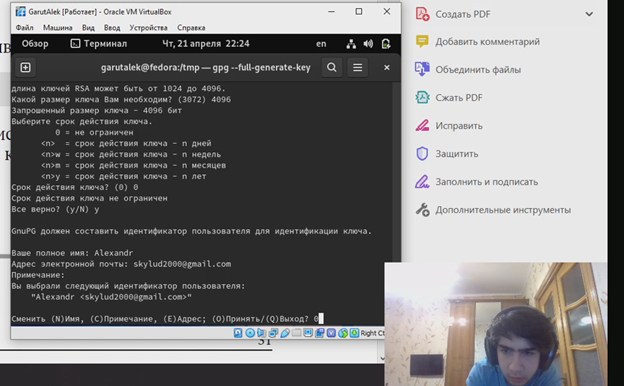 GarutAlek [Работает] - Oracle VM VirtualBox
Файл Машина Вид Ввод Устройства Справка
Обзор Терминал Чт, 21 апреля 22:24 en
garutalek@fedora:/tmp — gpg --full-generate-key
длина ключей RSA может быть от 1024 до 4096.
Какой размер ключа Вам необходим? (3072) 4096
Запрошенный размер ключа - 4096 бит
Выберите срок действия ключа.
0 = не ограничен
<n> = срок действия ключа - n дней
<n>w = срок действия ключа - n недель
<n>m = срок действия ключа - n месяцев
<n>y = срок действия ключа - n лет
Срок действия ключа? (0) 0
Срок действия ключа не ограничен
Все верно? (y/N) y
GnuPG должен составить идентификатор пользователя для идентификации ключа.
Ваше полное имя: Alexandr
Адрес электронной почты: skylud2000@gmail.com
Примечание:
Вы выбрали следующий идентификатор пользователя:
"Alexandr <skylud2000@gmail.com>"
Сменить (N)Имя, (C)Примечание, (E)Адрес; (O)Принять/(Q)Выход? 0
Right Ct
Создать PDF
Добавить комментарий
Объединить файлы
Сжать PDF
Исправить
Защитить
Заполнить и подписать
Дополнительные инструменты